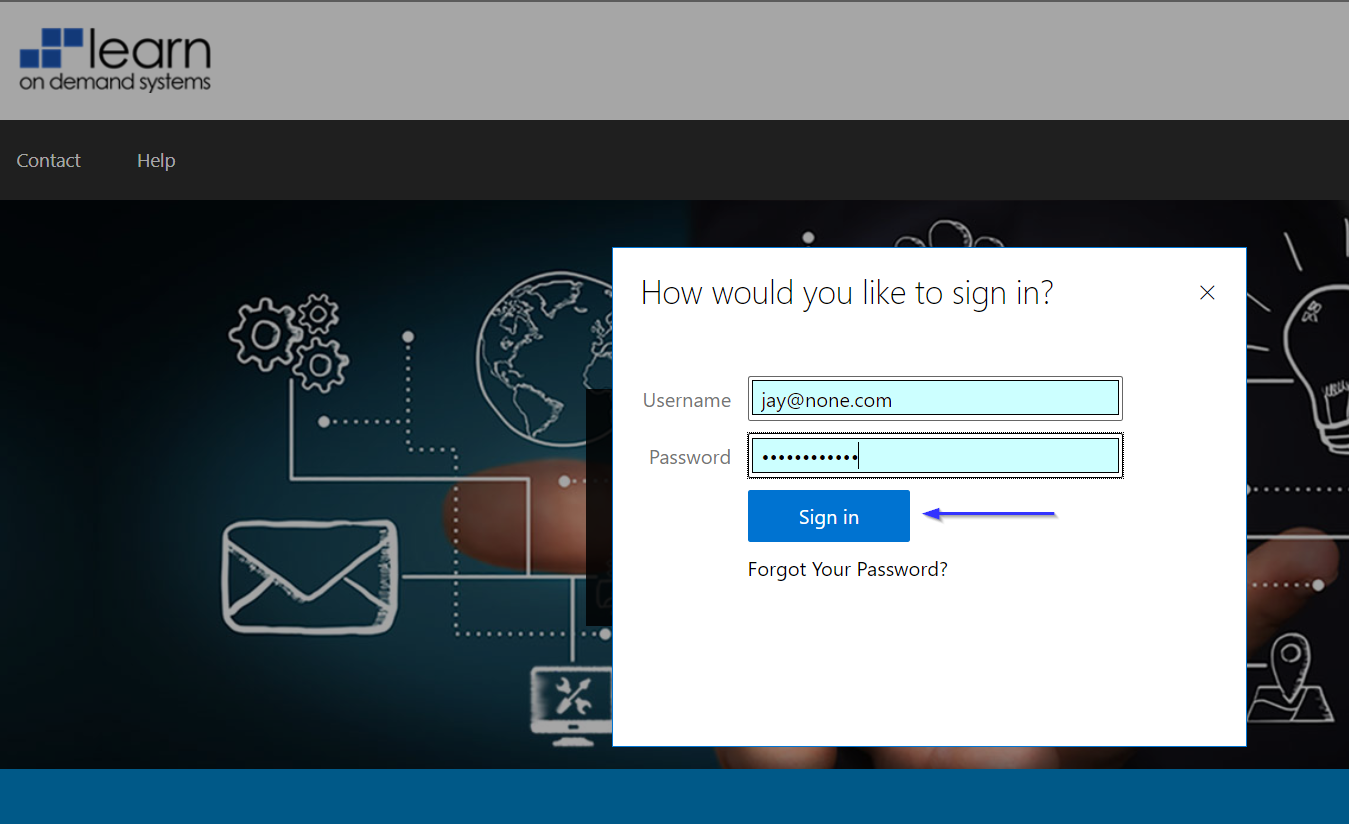 learn
on demand systems
Contact
Help
How would you like to sign in?
Username
jay@none.com
Password
••••••••••••
Sign in
Forgot Your Password?